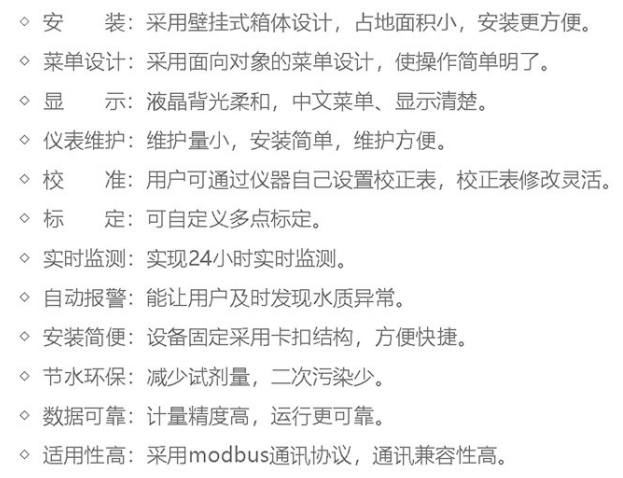 ◇ 安　　装：采用壁挂式箱体设计，占地面积小，安装更方便。
◇ 菜单设计：采用面向对象的菜单设计，使操作简单明了。
◇ 显　　示：液晶背光柔和，中文菜单、显示清楚。
◇ 仪表维护：维护量小，安装简单，维护方便。
◇ 校　　准：用户可通过仪器自己设置校正表，校正表修改灵活。
◇ 标　　定：可自定义多点标定。
◇ 实时监测：实现24小时实时监测。
◇ 自动报警：能让用户及时发现水质异常。
◇ 安装简便：设备固定采用卡扣结构，方便快捷。
◇ 节水环保：减少试剂量，二次污染少。
◇ 数据可靠：计量精度高，运行更可靠。
◇ 适用性高：采用modbus通讯协议，通讯兼容性高。